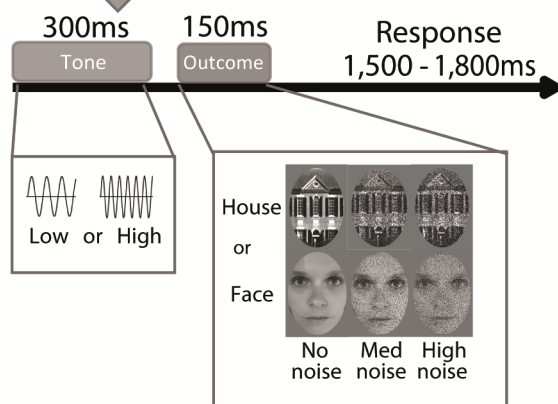 300ms
150ms
Tone
Outcome
Response
1,500 - 1,800ms
Low or High
House
or
Face
No noise
Med noise
High noise